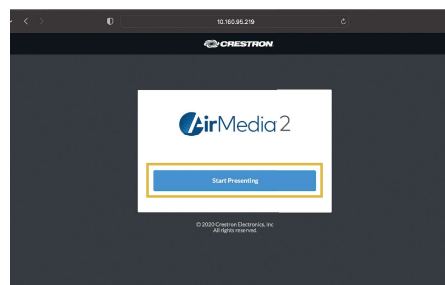 10.160.95.219
CRESTRON
AirMedia 2
Start Presenting
© 2020 Crestron Electronics, Inc
All rights reserved.